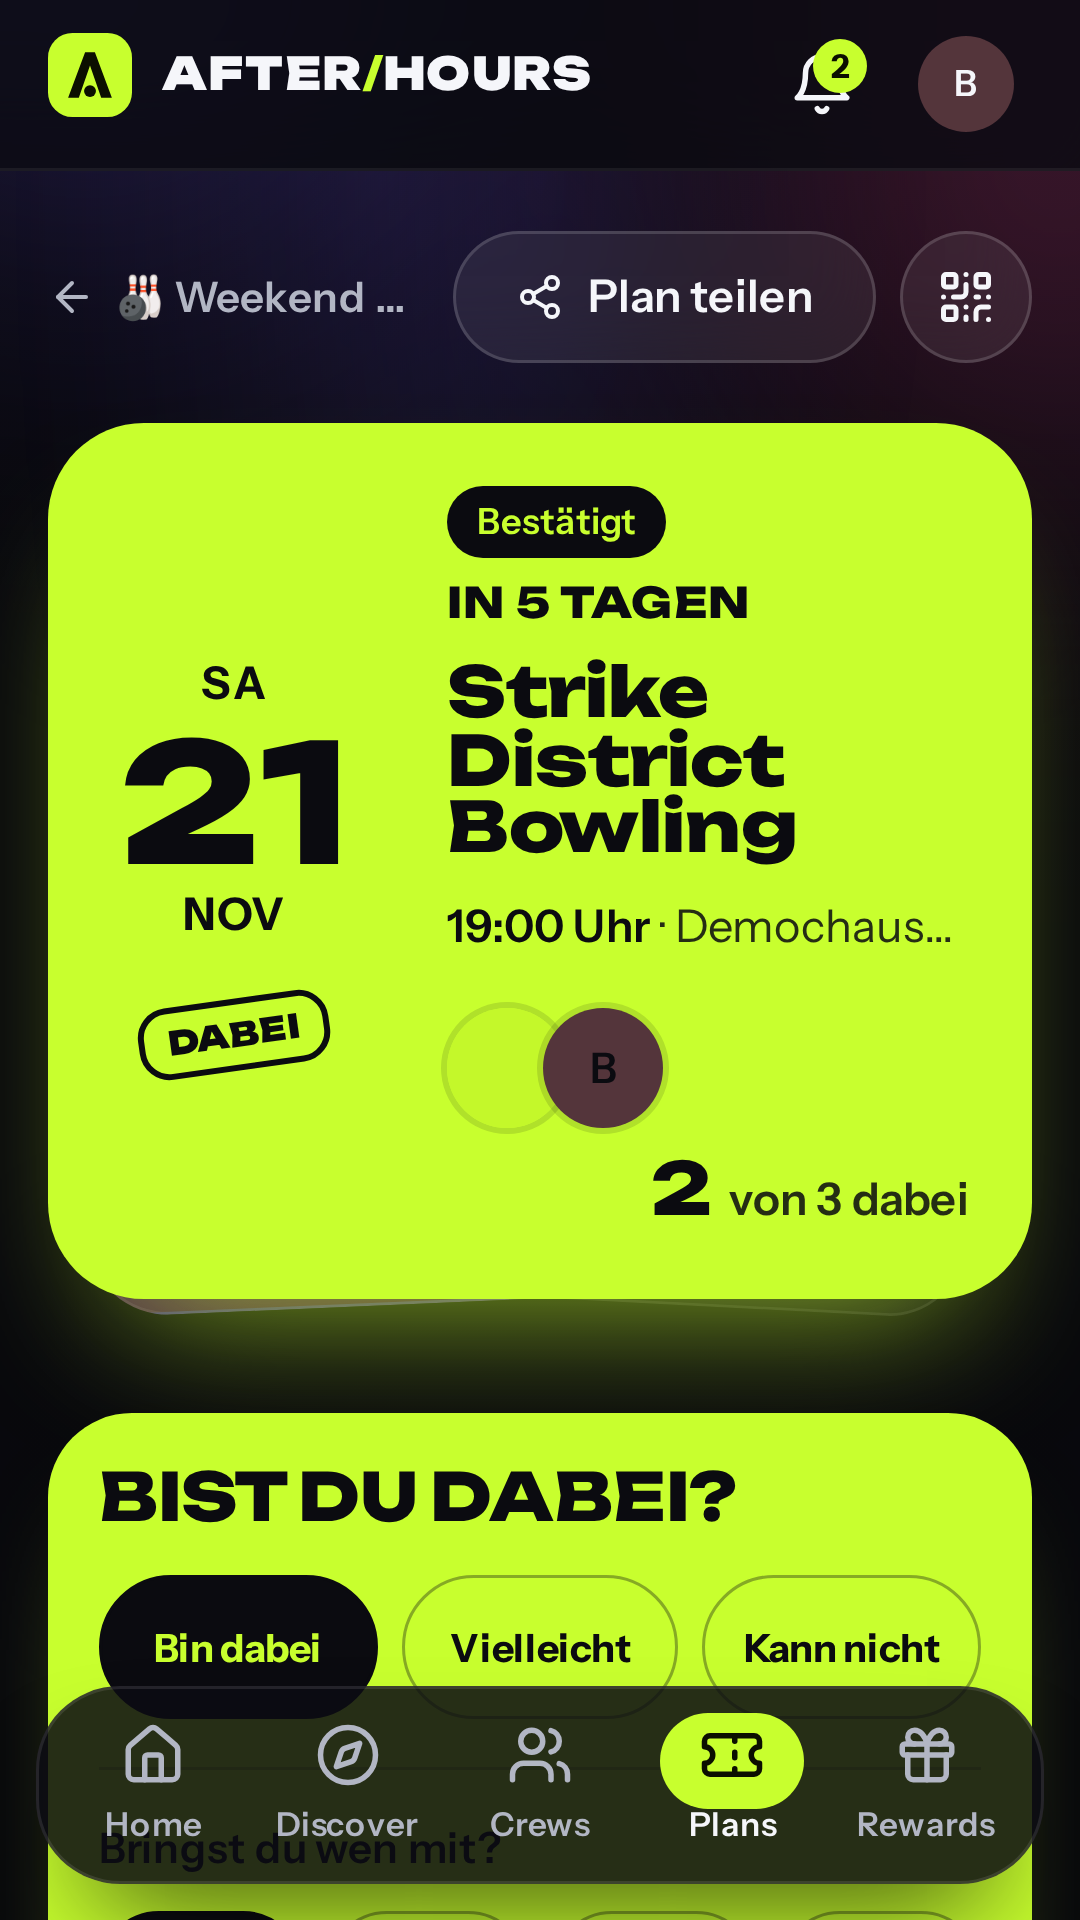 AFTER/HOURS
2
B
Weekend ...
Plan teilen
Bestätigt
IN 5 TAGEN
SA
21
NOV
DABEI
Strike
District
Bowling
19:00 Uhr · Demochaus...
B
2 von 3 dabei
BIST DU DABEI?
Bin dabei
Vielleicht
Kann nicht
Bringst du wen mit?
Home
Discover
Crews
Plans
Rewards